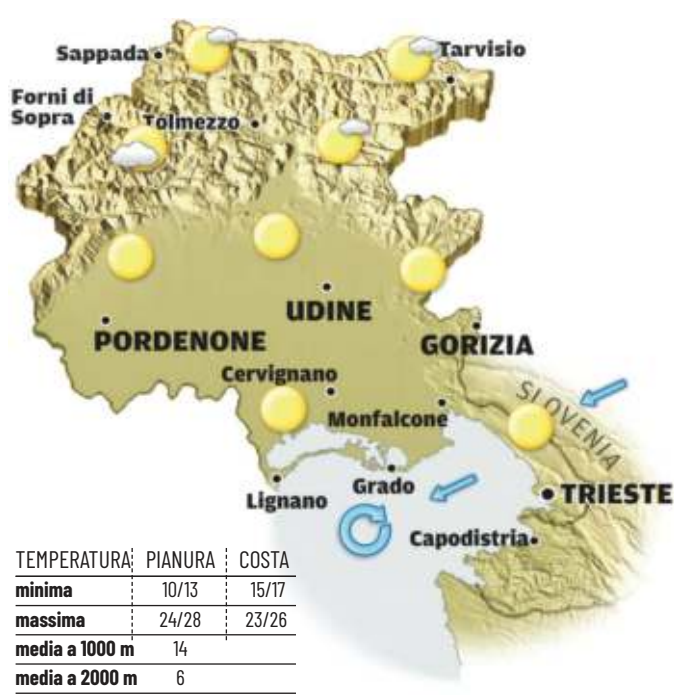 Sappada
Tarvisio
Forni di
Sopra
Tolmezzo
UDINE
PORDENONE
GORIZIA
Cervignano
SLOVENIA
Monfalcone
Grado
Lignano
TRIESTE
Capodistria
TEMPERATURA PIANURA COSTA
minima 10/13 15/17
massima 24/28 23/26
media a 1000 m 14
media a 2000 m 6